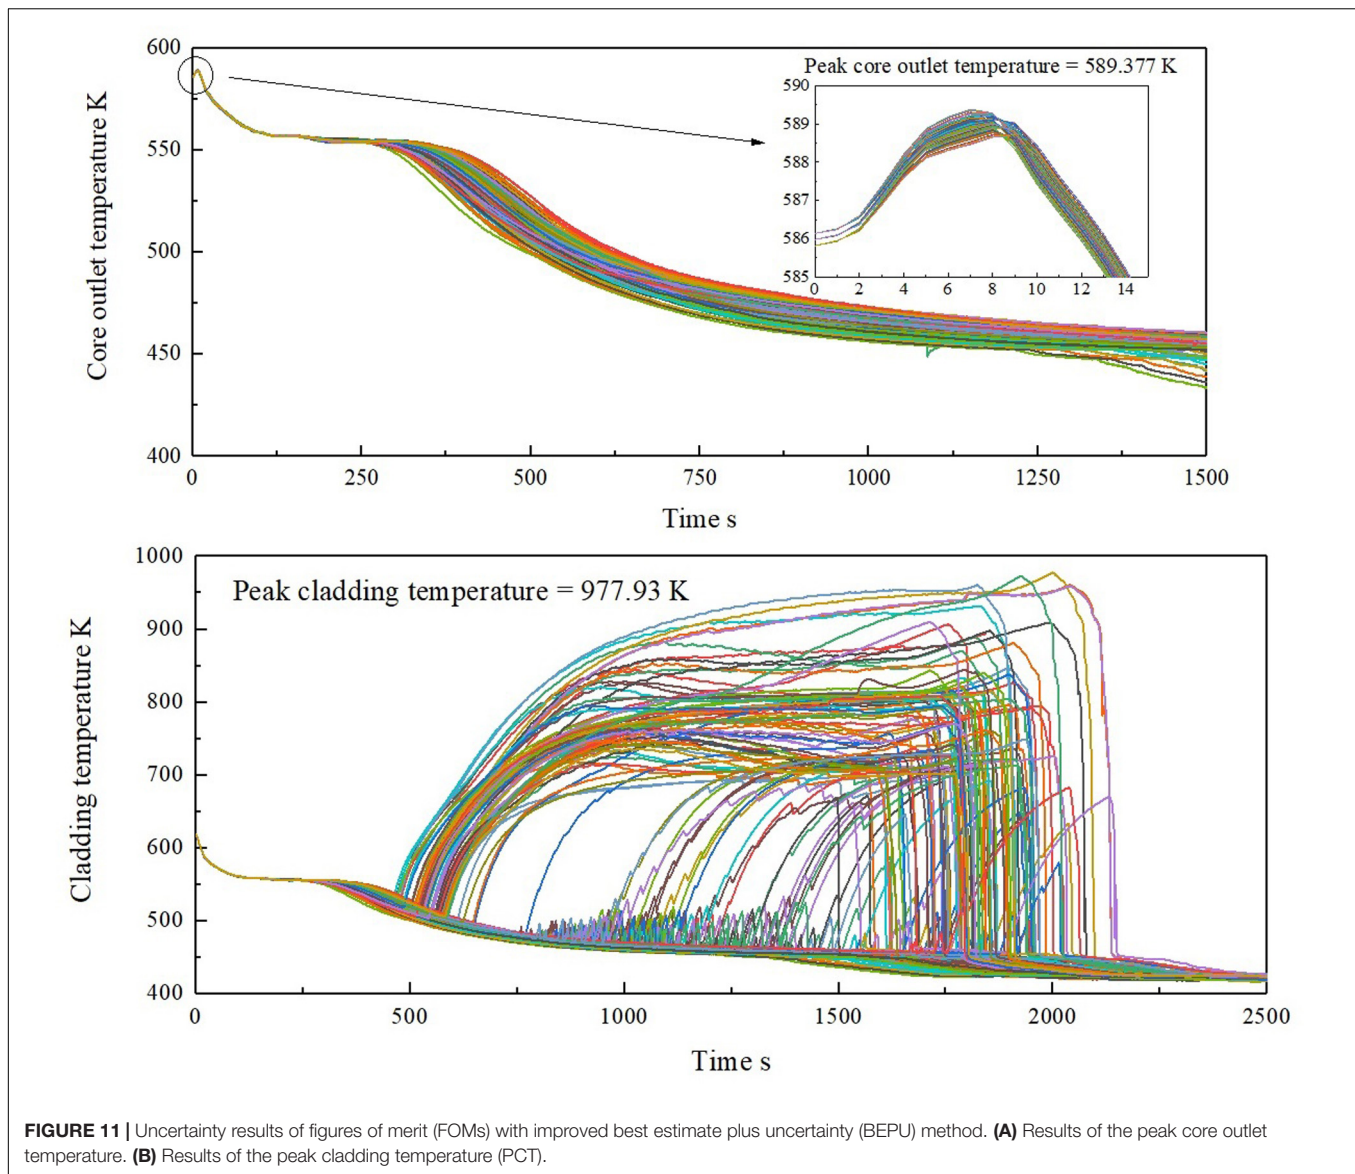 Peak core outlet temperature = 589.377 K
600
550
500
450
400
Core outlet temperature K
590
589
588
587
586
585
0 2 4 6 8 10 12 14
0 250 500 750 1000 1250 1500
Time s
Peak cladding temperature = 977.93 K
1000
900
800
700
600
500
400
Cladding temperature K
0 500 1000 1500 2000 2500
Time s
FIGURE 11 | Uncertainty results of figures of merit (FOMs) with improved best estimate plus uncertainty (BEPU) method. (A) Results of the peak core outlet
temperature. (B) Results of the peak cladding temperature (PCT).